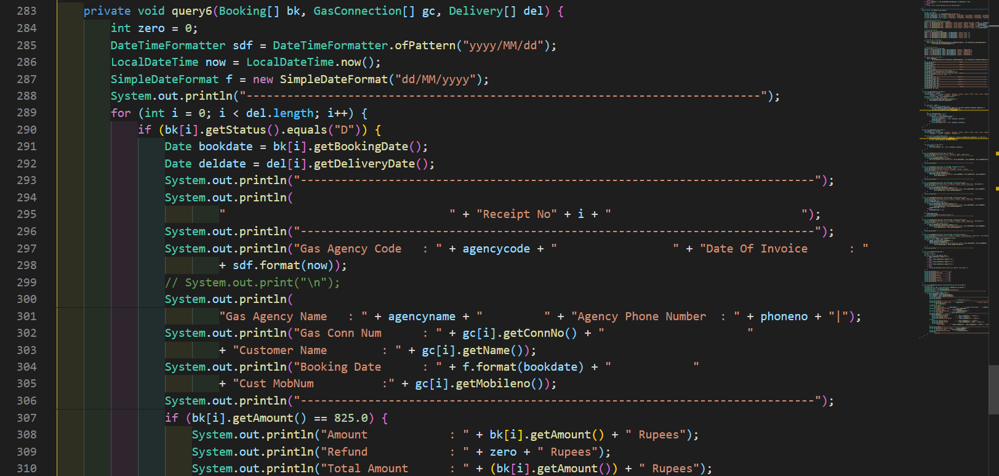 283 private void query6(Booking[] bk, GasConnection[] gc, Delivery[] del) {
284 int zero = 0;
285 DateTimeFormatter sdf = DateTimeFormatter.ofPattern("yyyy/MM/dd");
286 LocalDateTime now = LocalDateTime.now();
287 SimpleDateFormat f = new SimpleDateFormat("dd/MM/yyyy");
288 System.out.println("----------------------------------------------------------------------------");
289 for (int i = 0; i < del.length; i++) {
290 if (bk[i].getStatus().equals("D")) {
291 Date bookdate = bk[i].getBookingDate();
292 Date deldate = del[i].getDeliveryDate();
293 System.out.println("----------------------------------------------------------------------------");
294 System.out.println(
295 "                                 " + "Receipt No" + i + "                            ");
296 System.out.println("----------------------------------------------------------------------------");
297 System.out.println("Gas Agency Code   : " + agencycode + "                 " + "Date Of Invoice      : "
298 + sdf.format(now));
299 // System.out.print("\n");
300 System.out.println(
301 "Gas Agency Name   : " + agencyname + "         " + "Agency Phone Number  : " + phoneno + "|");
302 System.out.println("Gas Conn Num      : " + gc[i].getConnNo() + "                     "
303 + "Customer Name        : " + gc[i].getName());
304 System.out.println("Booking Date      : " + f.format(bookdate) + "            "
305 + "Cust MobNum          :" + gc[i].getMobileno());
306 System.out.println("----------------------------------------------------------------------------");
307 if (bk[i].getAmount() == 825.0) {
308 System.out.println("Amount            : " + bk[i].getAmount() + " Rupees");
309 System.out.println("Refund            : " + zero + " Rupees");
310 System.out.println("Total Amount      : " + (bk[i].getAmount()) + " Rupees");